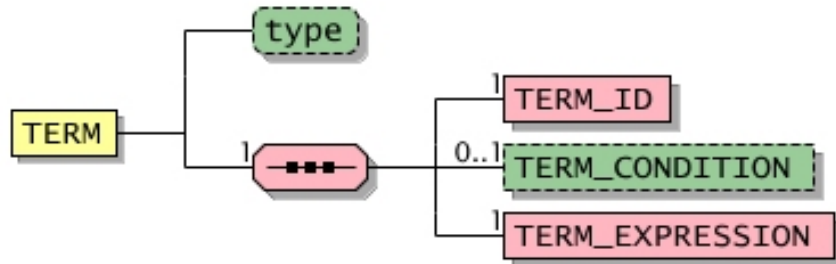 type
1
TERM_ID
TERM
1
0..1
TERM_CONDITION
1
TERM_EXPRESSION